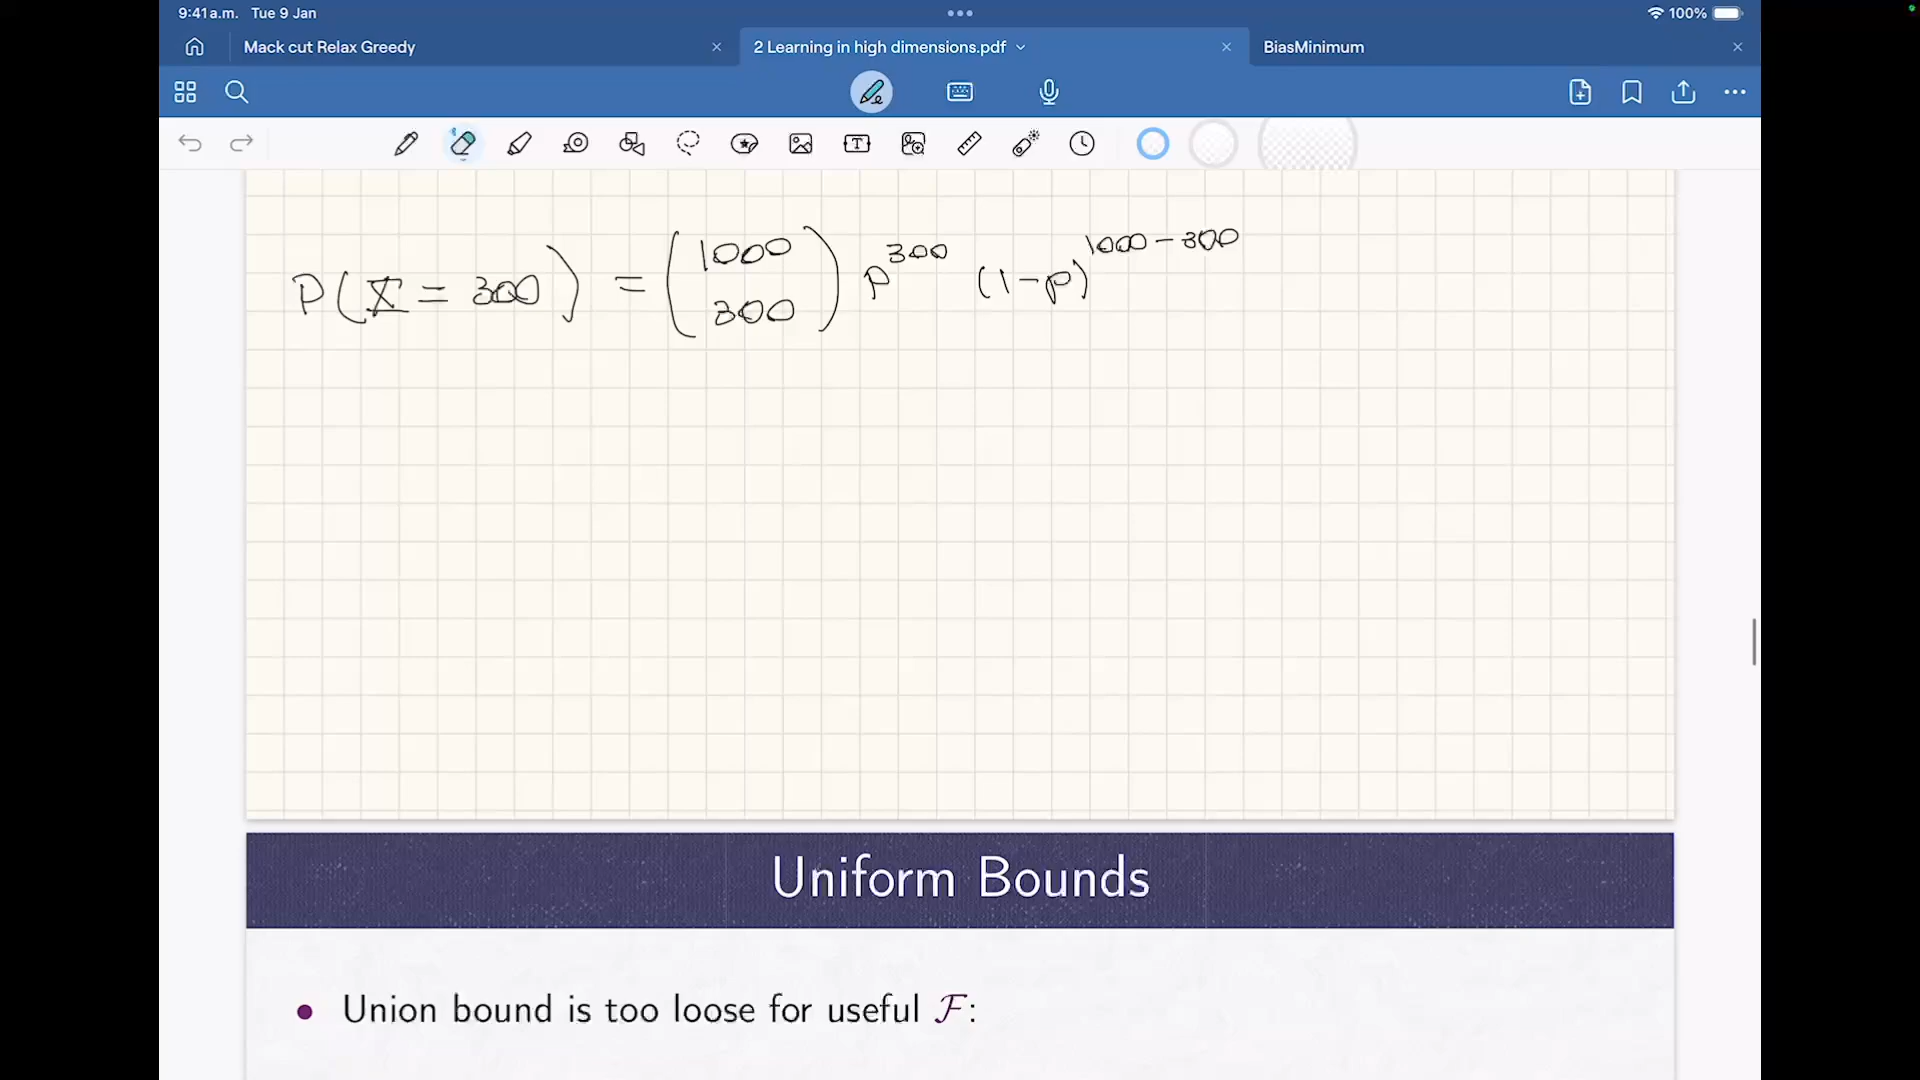 9:41 a.m. Tue 9 Jan
100%
Mack cut Relax Greedy
2 Learning in high dimensions.pdf
BiasMinimum
P(X = 300) = (1000 300) p^300 (1-p)^1000-300
Uniform Bounds
• Union bound is too loose for useful ℱ: